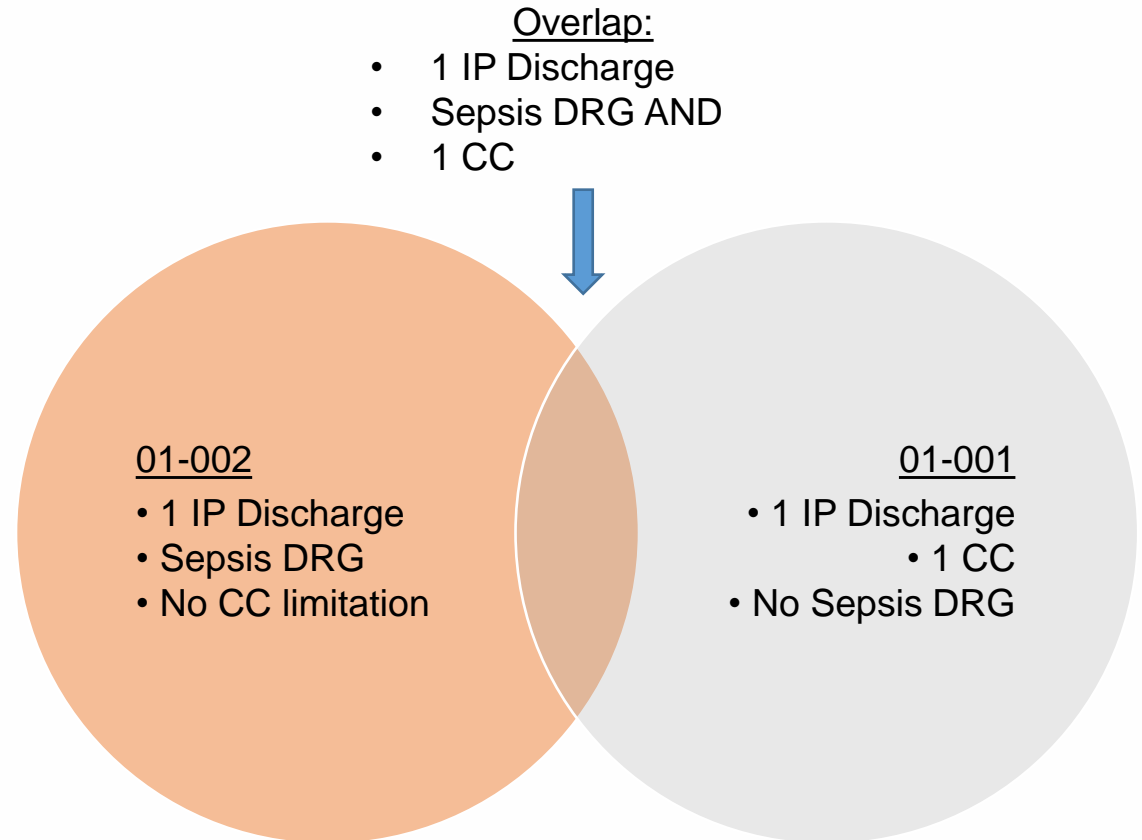 Overlap:
• 1 IP Discharge
• Sepsis DRG AND
• 1 CC
01-002
• 1 IP Discharge
• Sepsis DRG
• No CC limitation
01-001
• 1 IP Discharge
• 1 CC
• No Sepsis DRG